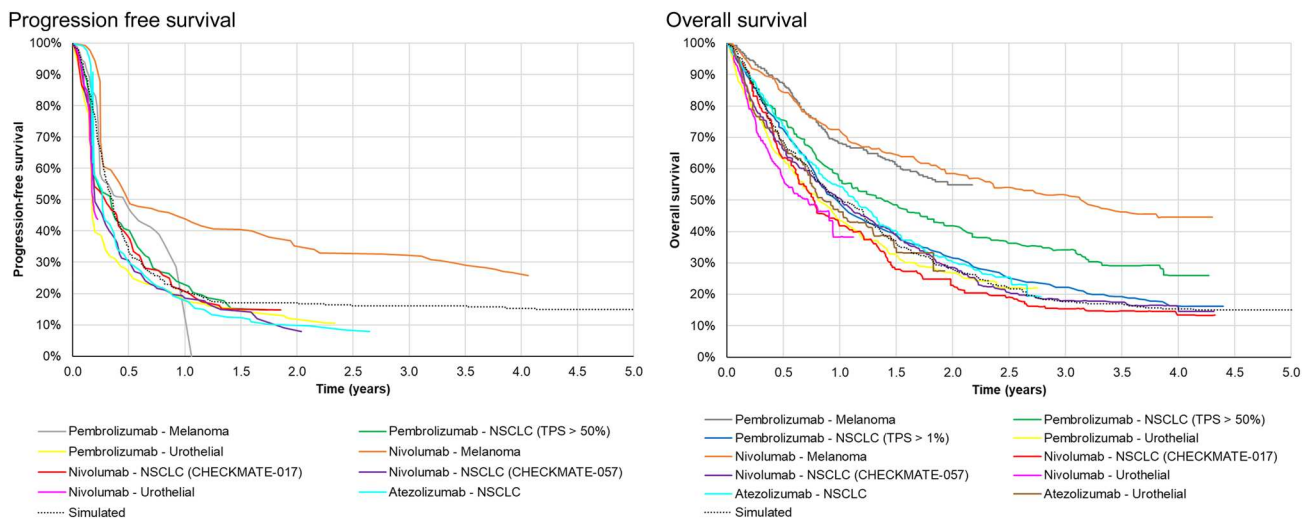 Progression free survival
100%
90%
80%
70%
60%
50%
40%
30%
20%
10%
0%
Progression-free survival
0.0 0.5 1.0 1.5 2.0 2.5 3.0 3.5 4.0 4.5 5.0
Time (years)
Pembrolizumab - Melanoma Pembrolizumab - NSCLC (TPS > 50%)
Pembrolizumab - Urothelial Nivolumab - Melanoma
Nivolumab - NSCLC (CHECKMATE-017) Nivolumab - NSCLC (CHECKMATE-057)
Nivolumab - Urothelial Atezolizumab - NSCLC
Simulated
Overall survival
100%
90%
80%
70%
60%
50%
40%
30%
20%
10%
0%
Overall survival
0.0 0.5 1.0 1.5 2.0 2.5 3.0 3.5 4.0 4.5 5.0
Time (years)
Pembrolizumab - Melanoma Pembrolizumab - NSCLC (TPS > 50%)
Pembrolizumab - NSCLC (TPS > 1%) Pembrolizumab - Urothelial
Nivolumab - Melanoma Nivolumab - NSCLC (CHECKMATE-017)
Nivolumab - NSCLC (CHECKMATE-057) Nivolumab - Urothelial
Atezolizumab - NSCLC Atezolizumab - Urothelial
Simulated